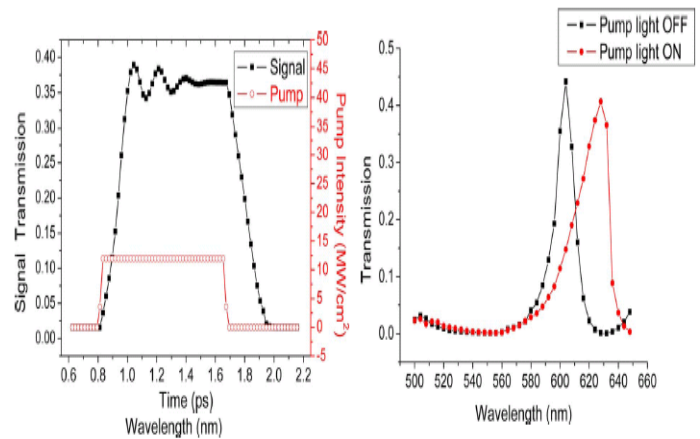 Signal
Pump
Signal Transmission
0.40
0.35
0.30
0.25
0.20
0.15
0.10
0.05
0.00
50
45
40
35
30
25
20
15
10
5
0
-5
Pump Intensity (MW/cm²)
0.6 0.8 1.0 1.2 1.4 1.6 1.8 2.0 2.2
Time (ps)
Wavelength (nm)
Pump light OFF
Pump light ON
Transmission
0.5
0.4
0.3
0.2
0.1
0.0
500 520 540 560 580 600 620 640 660
Wavelength (nm)